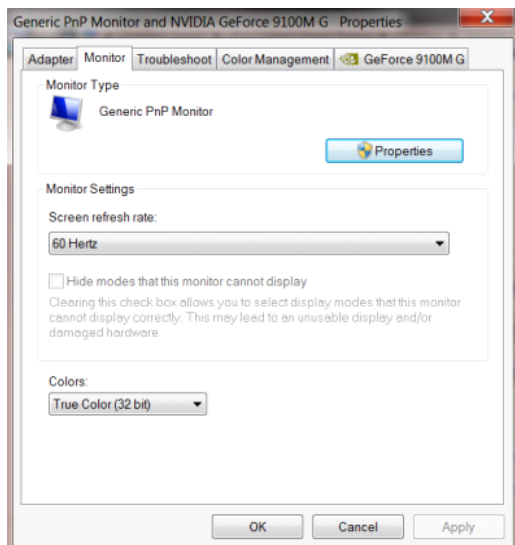 Generic PnP Monitor and NVIDIA GeForce 9100M G Properties
X
Adapter Monitor Troubleshoot Color Management GeForce 9100M G
Monitor Type
Generic PnP Monitor
Properties
Monitor Settings
Screen refresh rate:
60 Hertz
Hide modes that this monitor cannot display
Clearing this check box allows you to select display modes that this monitor
cannot display correctly. This may lead to an unusable display and/or
damaged hardware.
Colors:
True Color (32 bit)
OK Cancel Apply